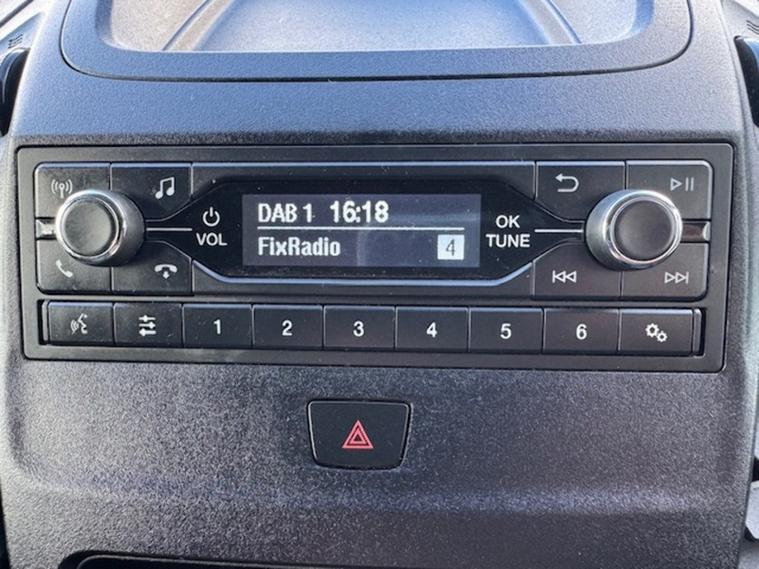 DAB 1 16:18
FixRadio 4
VOL
OK
TUNE
1 2 3 4 5 6